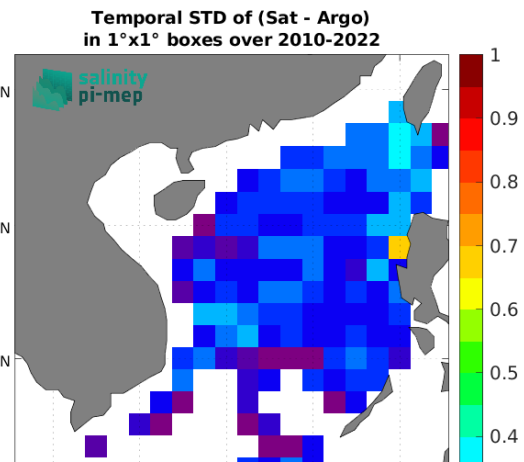 Temporal STD of (Sat - Argo)
in 1°x1° boxes over 2010-2022
salinity
pi-mep
N
N
N
1
0.9
0.8
0.7
0.6
0.5
0.4